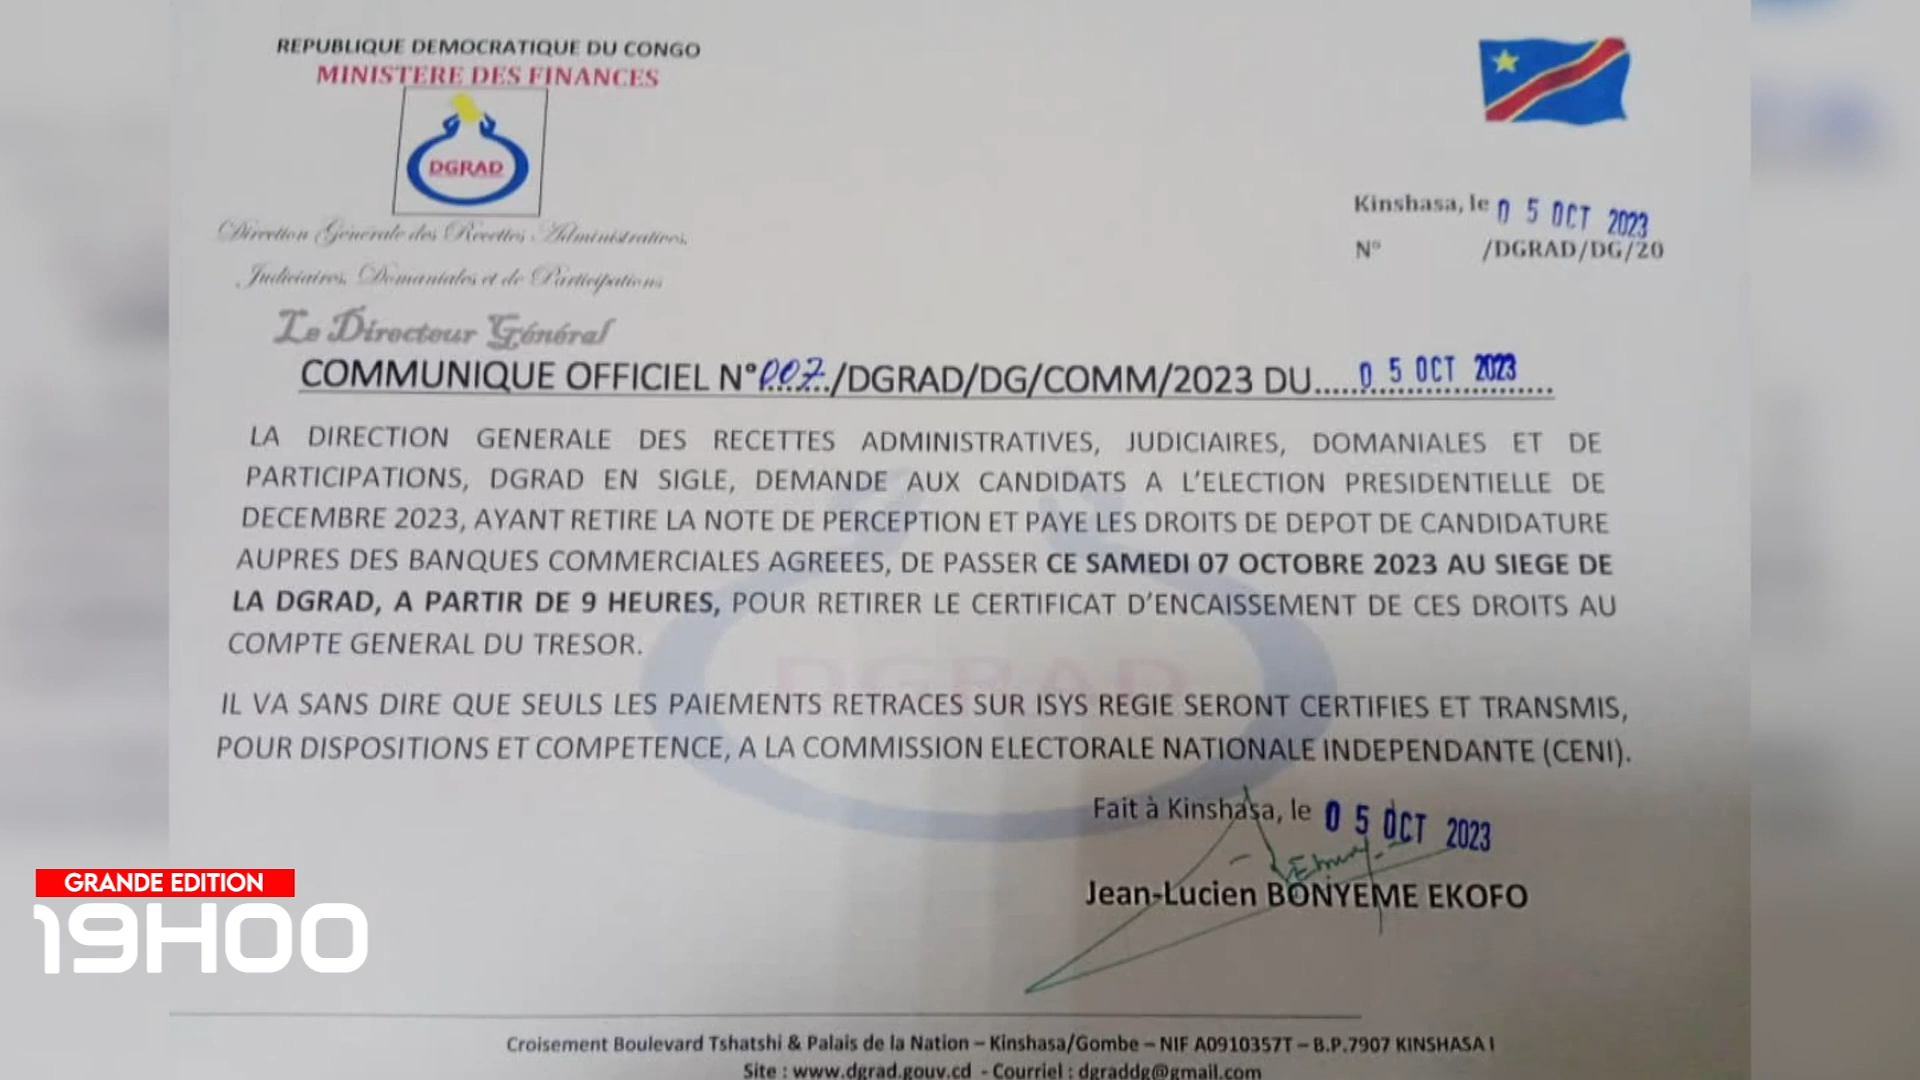 REPUBLIQUE DEMOCRATIQUE DU CONGO
MINISTERE DES FINANCES
DGRAD
Direction Générale des Recettes Administratives,
Judiciaires, Domaniales et de Participations
Le Directeur Général
Kinshasa, le 05 OCT 2023
N° /DGRAD/DG/20
COMMUNIQUE OFFICIEL N°007/DGRAD/DG/COMM/2023 DU 05 OCT 2023
LA DIRECTION GENERALE DES RECETTES ADMINISTRATIVES, JUDICIAIRES, DOMANIALES ET DE
PARTICIPATIONS, DGRAD EN SIGLE, DEMANDE AUX CANDIDATS A L'ELECTION PRESIDENTIELLE DE
DECEMBRE 2023, AYANT RETIRE LA NOTE DE PERCEPTION ET PAYE LES DROITS DE DEPOT DE CANDIDATURE
AUPRES DES BANQUES COMMERCIALES AGREEES, DE PASSER CE SAMEDI 07 OCTOBRE 2023 AU SIEGE DE
LA DGRAD, A PARTIR DE 9 HEURES, POUR RETIRER LE CERTIFICAT D'ENCAISSEMENT DE CES DROITS AU
COMPTE GENERAL DU TRESOR.
IL VA SANS DIRE QUE SEULS LES PAIEMENTS RETRACES SUR ISYS REGIE SERONT CERTIFIES ET TRANSMIS,
POUR DISPOSITIONS ET COMPETENCE, A LA COMMISSION ELECTORALE NATIONALE INDEPENDANTE (CENI).
DGRAD
Fait à Kinshasa, le 05 OCT 2023
Jean-Lucien BONYEME EKOFO
GRANDE EDITION
19H00
Croisement Boulevard Tshatshi & Palais de la Nation – Kinshasa/Gombe – NIF A0910357T – B.P.7907 KINSHASA I
Site : www.dgrad.gouv.cd - Courriel : dgraddg@gmail.com